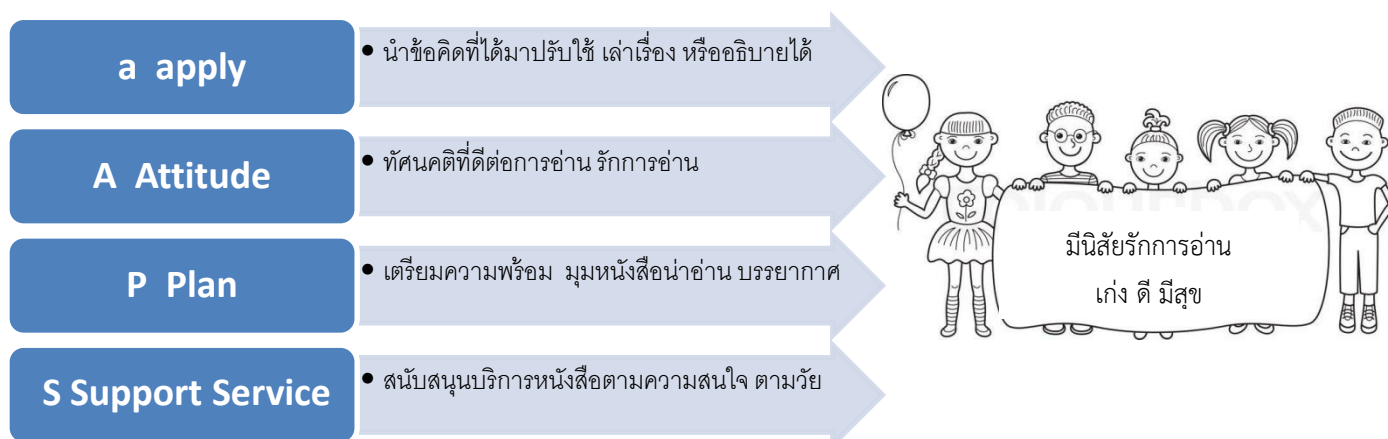 a apply
• นำข้อคิดที่ได้มาปรับใช้ เล่าเรื่อง หรืออธิบายได้
A Attitude
• ทัศนคติที่ดีต่อการอ่าน รักการอ่าน
P Plan
• เตรียมความพร้อม มุมหนังสือน่าอ่าน บรรยากาศ
S Support Service
• สนับสนุนบริการหนังสือตามความสนใจ ตามวัย
มีนิสัยรักการอ่าน
เก่ง ดี มีสุข